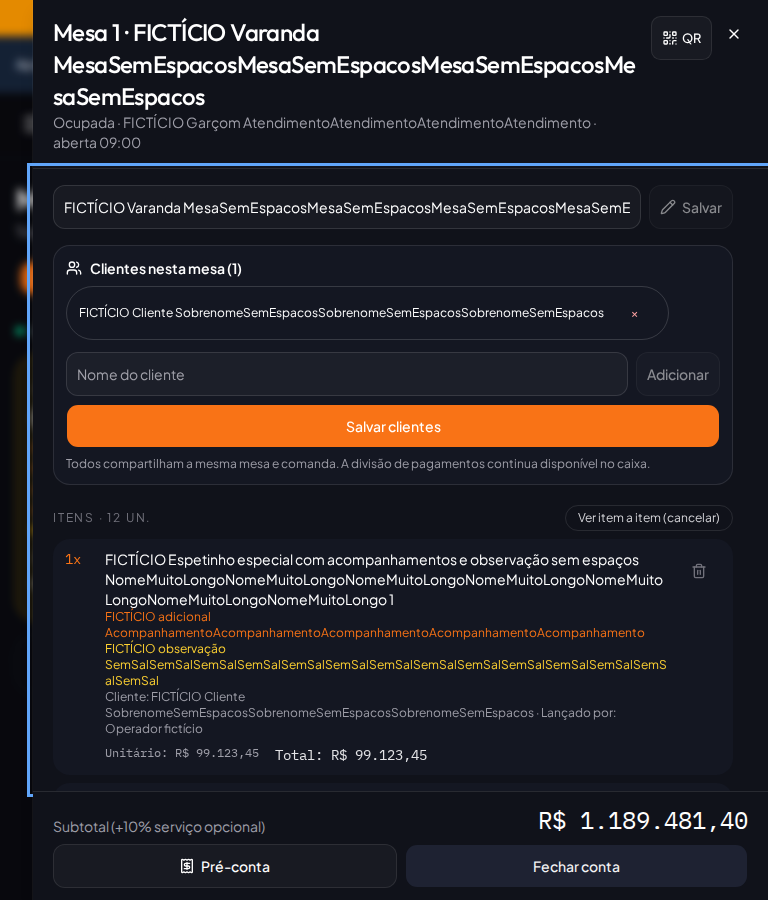 Mesa 1 · FICTÍCIO Varanda
MesaSemEspacosMesaSemEspacosMesaSemEspacosMe
saSemEspacos
QR
×
Ocupada · FICTÍCIO Garçom AtendimentoAtendimentoAtendimentoAtendimento ·
aberta 09:00
FICTÍCIO Varanda MesaSemEspacosMesaSemEspacosMesaSemEspacosMesaSemE
Salvar
Clientes nesta mesa (1)
FICTÍCIO Cliente SobrenomeSemEspacosSobrenomeSemEspacosSobrenomeSemEspacos ×
Nome do cliente
Adicionar
Salvar clientes
Todos compartilham a mesma mesa e comanda. A divisão de pagamentos continua disponível no caixa.
ITENS · 12 UN.
Ver item a item (cancelar)
1x
FICTÍCIO Espetinho especial com acompanhamentos e observação sem espaços
NomeMuitoLongoNomeMuitoLongoNomeMuitoLongoNomeMuitoLongoNomeMuito
LongoNomeMuitoLongoNomeMuitoLongo 1
FICTÍCIO adicional
AcompanhamentoAcompanhamentoAcompanhamentoAcompanhamentoAcompanhamento
FICTÍCIO observação
SemSalSemSalSemSalSemSalSemSalSemSalSemSalSemSalSemSalSemSalSemSalSemSalSemS
alSemSal
Cliente: FICTÍCIO Cliente
SobrenomeSemEspacosSobrenomeSemEspacosSobrenomeSemEspacos · Lançado por:
Operador fictício
Unitário: R$ 99.123,45 Total: R$ 99.123,45
Subtotal (+10% serviço opcional)
R$ 1.189.481,40
Pré-conta
Fechar conta